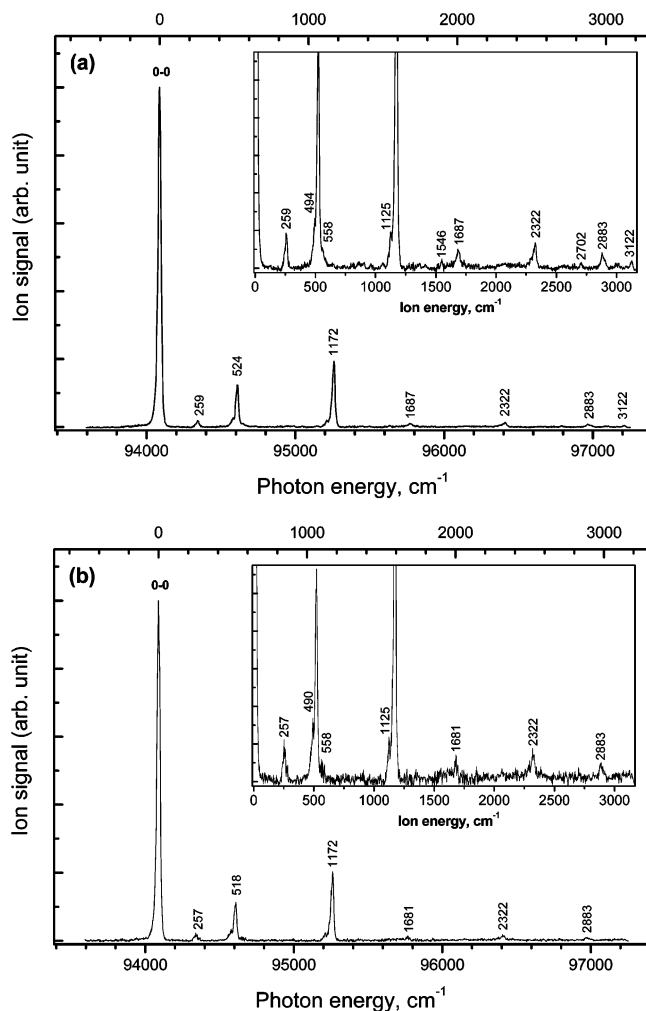 0 1000 2000 3000
(a)
0-0
259
494
558
1125
1546
1687
2322
2702
2883
3122
0 500 1000 1500 2000 2500 3000
Ion energy, cm-1
Ion signal (arb. unit)
259
524
1172
1687
2322
2883
3122
94000 95000 96000 97000
Photon energy, cm-1
0 1000 2000 3000
(b)
0-0
257
490
558
1125
1681
2322
2883
0 500 1000 1500 2000 2500 3000
Ion energy, cm-1
Ion signal (arb. unit)
257
518
1172
1681
2322
2883
94000 95000 96000 97000
Photon energy, cm-1